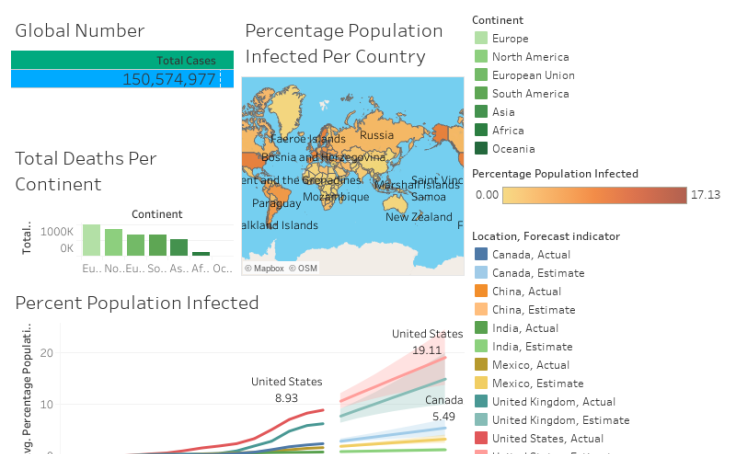 Global Number
Total Cases
150,574,977
Percentage Population
Infected Per Country
Faeroe Islands
Russia
Bosnia and Herzegovina
ent and the Grenadines
Saint Vinc
Marshall Islands
Paraguay
Mozambique
Samoa
New Zealand
alkland Islands
F
© Mapbox © OSM
Continent
Europe
North America
European Union
South America
Asia
Africa
Oceania
Percentage Population Infected
0.00
17.13
Total Deaths Per
Continent
Continent
Total..
1000K
0K
Eu.. No.. Eu.. So.. As.. Af.. Oc..
Percent Population Infected
vg. Percentage Populati..
20
10
0
United States
8.93
United States
19.11
Canada
5.49
Location, Forecast indicator
Canada, Actual
Canada, Estimate
China, Actual
China, Estimate
India, Actual
India, Estimate
Mexico, Actual
Mexico, Estimate
United Kingdom, Actual
United Kingdom, Estimate
United States, Actual
United States, Estimate